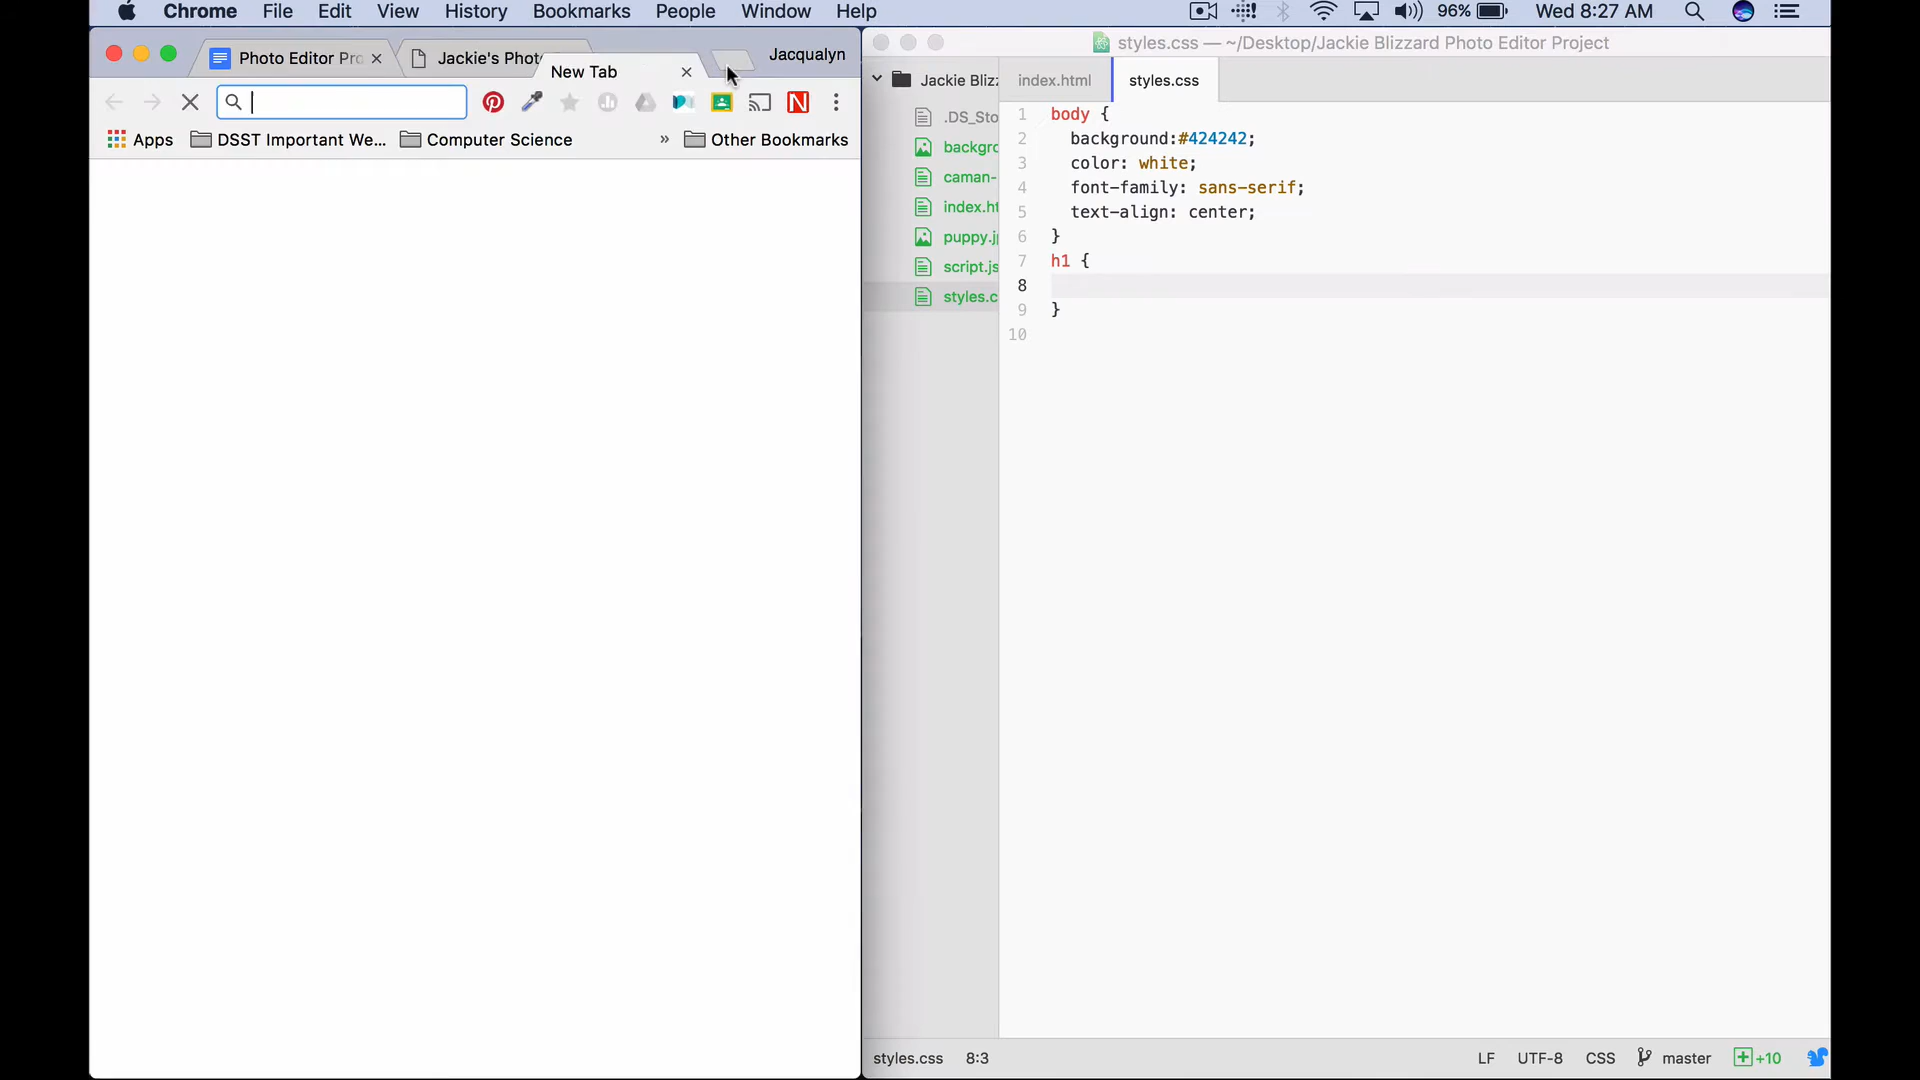 Chrome File Edit View History Bookmarks People Window Help 96% Wed 8:27 AM
Photo Editor Pro
Jackie's Phot
New Tab
Jacqualyn
Apps DSST Important We... Computer Science » Other Bookmarks
styles.css — ~/Desktop/Jackie Blizzard Photo Editor Project
Jackie Bliz
.DS_Sto
backgro
caman-
index.ht
puppy.j
script.js
styles.c
index.html styles.css
1 body {
2 background:#424242;
3 color: white;
4 font-family: sans-serif;
5 text-align: center;
6 }
7 h1 {
8
9 }
10
styles.css 8:3 LF UTF-8 CSS master +10